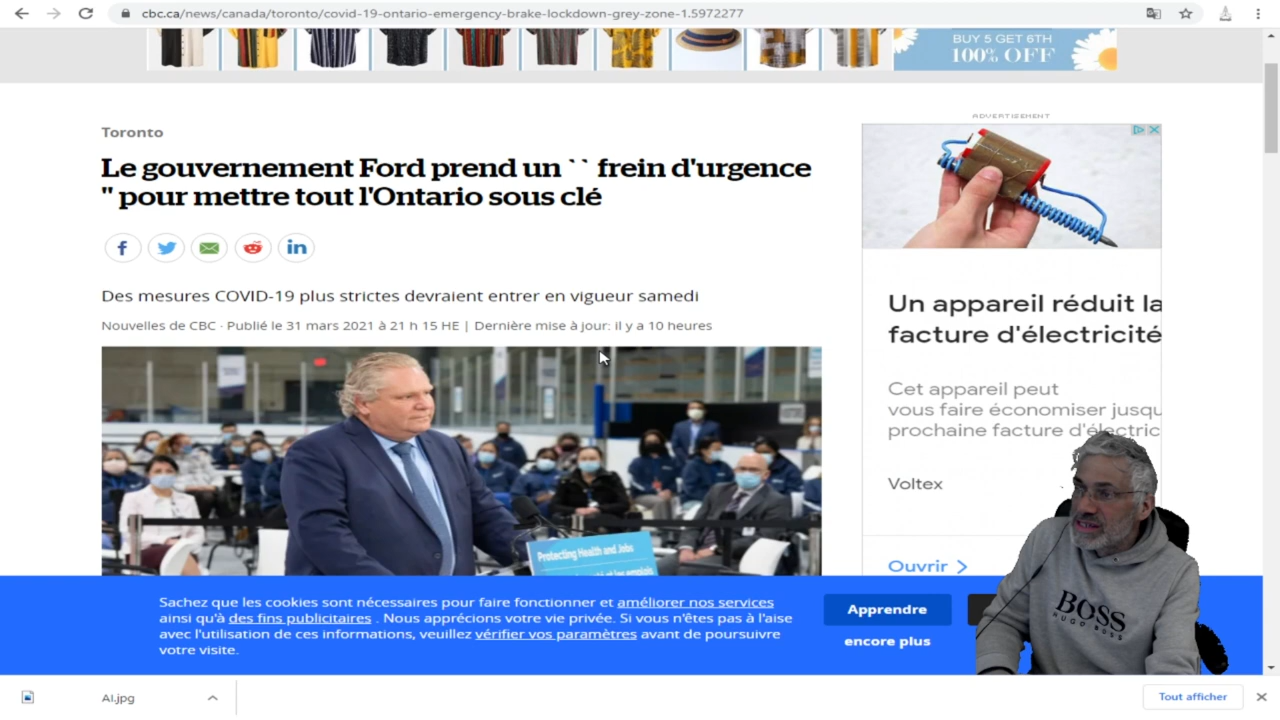 cbc.ca/news/canada/toronto/covid-19-ontario-emergency-brake-lockdown-grey-zone-1.5972277
BUY 5 GET 6TH
100% OFF
ADVERTISEMENT
Toronto
Le gouvernement Ford prend un `` frein d'urgence
" pour mettre tout l'Ontario sous clé
Des mesures COVID-19 plus strictes devraient entrer en vigueur samedi
Nouvelles de CBC · Publié le 31 mars 2021 à 21 h 15 HE | Dernière mise à jour: il y a 10 heures
Un appareil réduit la
facture d'électricité
Cet appareil peut
vous faire économiser jusqu
prochaine facture d'électric
Voltex
Ouvrir
Protecting Health and Jobs
Sachez que les cookies sont nécessaires pour faire fonctionner et améliorer nos services
ainsi qu'à des fins publicitaires . Nous apprécions votre vie privée. Si vous n'êtes pas à l'aise
avec l'utilisation de ces informations, veuillez vérifier vos paramètres avant de poursuivre
votre visite.
Apprendre
encore plus
BOSS
HUGO BOSS
AI.jpg
Tout afficher